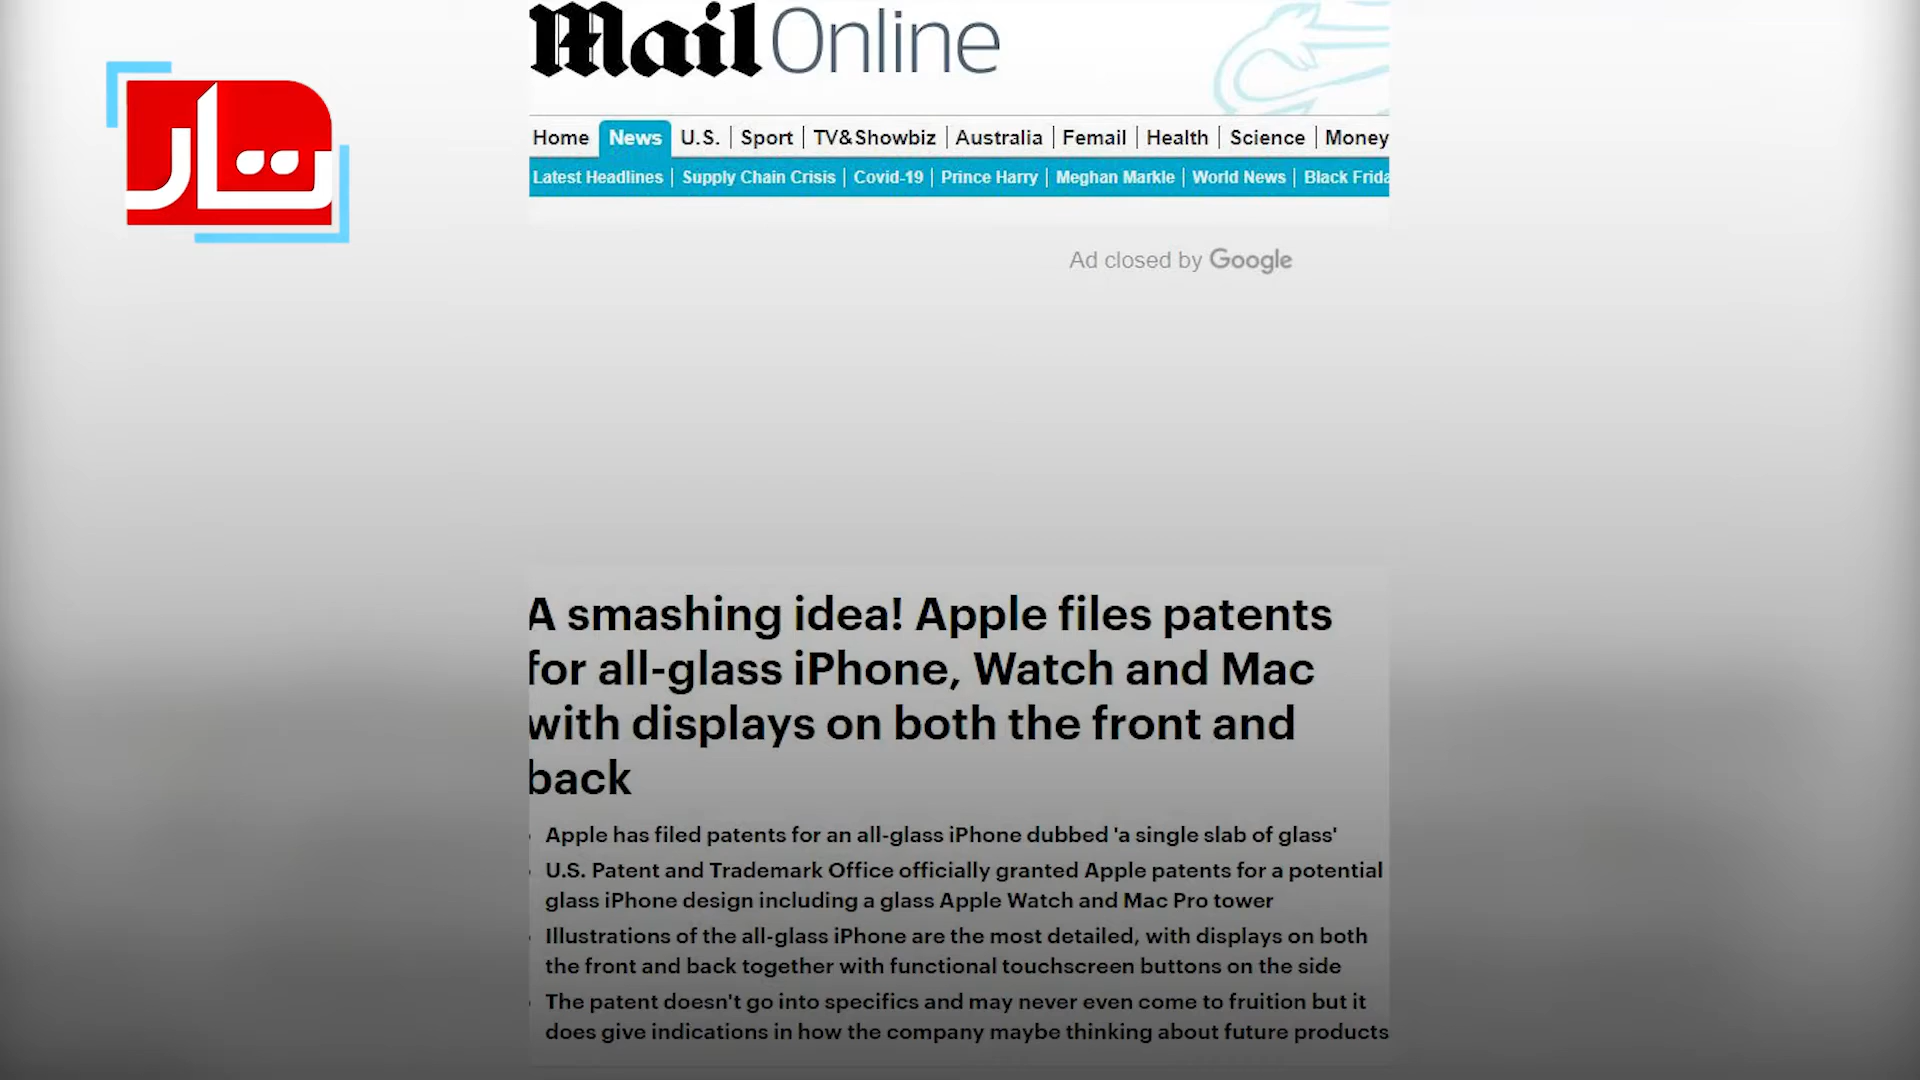 تار
Mail Online
Home News U.S. Sport TV&Showbiz Australia Femail Health Science Money
Latest Headlines Supply Chain Crisis Covid-19 Prince Harry Meghan Markle World News Black Frida
Ad closed by Google
A smashing idea! Apple files patents
for all-glass iPhone, Watch and Mac
with displays on both the front and
back
Apple has filed patents for an all-glass iPhone dubbed 'a single slab of glass'
U.S. Patent and Trademark Office officially granted Apple patents for a potential
glass iPhone design including a glass Apple Watch and Mac Pro tower
Illustrations of the all-glass iPhone are the most detailed, with displays on both
the front and back together with functional touchscreen buttons on the side
The patent doesn't go into specifics and may never even come to fruition but it
does give indications in how the company maybe thinking about future products